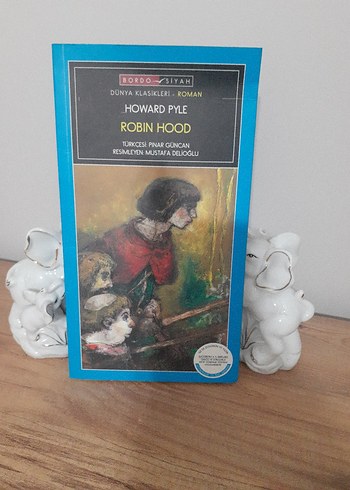 BORDO SİYAH
DÜNYA KLASİKLERİ - ROMAN
HOWARD PYLE
ROBIN HOOD
TÜRKÇESİ PINAR GÜNCAN
RESİMLEYEN MUSTAFA DELİOĞLU